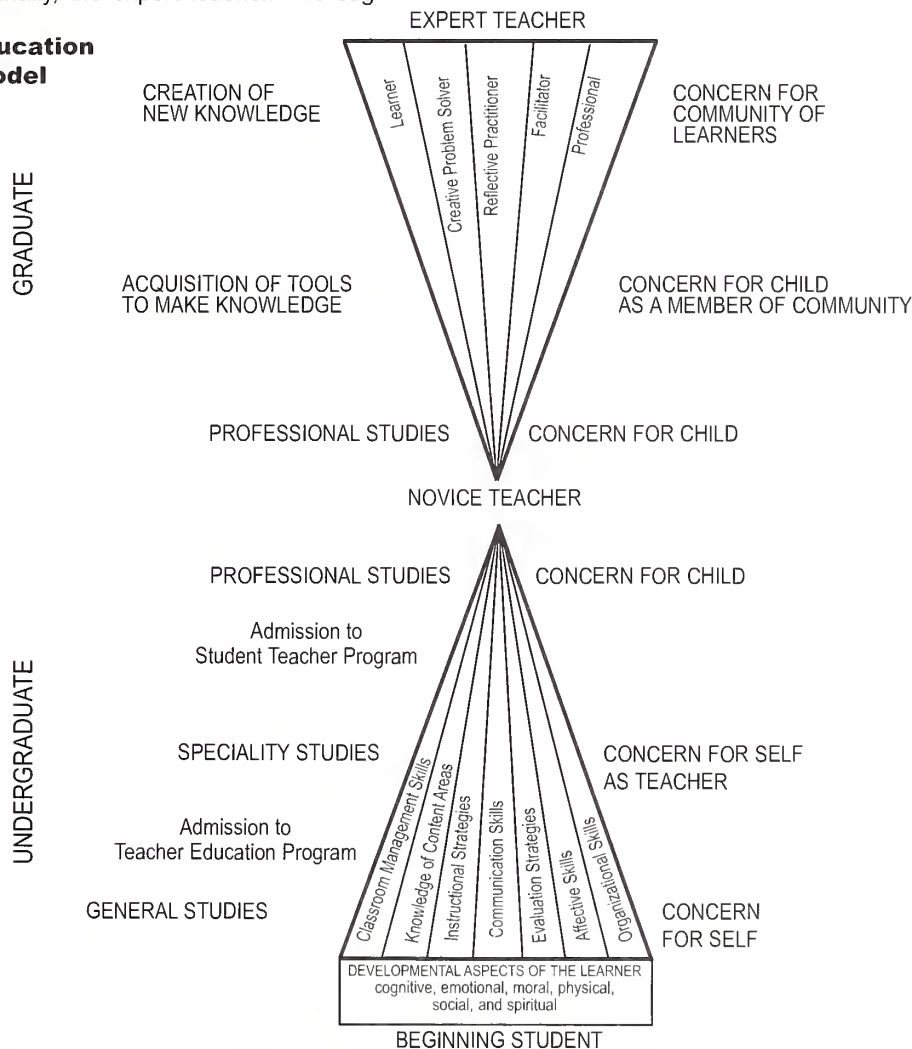 EXPERT TEACHER
ucation
odel
CREATION OF
NEW KNOWLEDGE
Learner
Creative Problem Solver
Reflective Practitioner
Facilitator
Professional
CONCERN FOR
COMMUNITY OF
LEARNERS
GRADUATE
ACQUISITION OF TOOLS
TO MAKE KNOWLEDGE
CONCERN FOR CHILD
AS A MEMBER OF COMMUNITY
PROFESSIONAL STUDIES
CONCERN FOR CHILD
NOVICE TEACHER
PROFESSIONAL STUDIES
CONCERN FOR CHILD
Admission to
Student Teacher Program
UNDERGRADUATE
SPECIALITY STUDIES
CONCERN FOR SELF
AS TEACHER
Admission to
Teacher Education Program
Classroom Management Skills
Knowledge of Content Areas
Instructional Strategies
Communication Skills
Evaluation Strategies
Affective Skills
Organizational Skills
GENERAL STUDIES
CONCERN
FOR SELF
DEVELOPMENTAL ASPECTS OF THE LEARNER
cognitive, emotional, moral, physical,
social, and spiritual
BEGINNING STUDENT